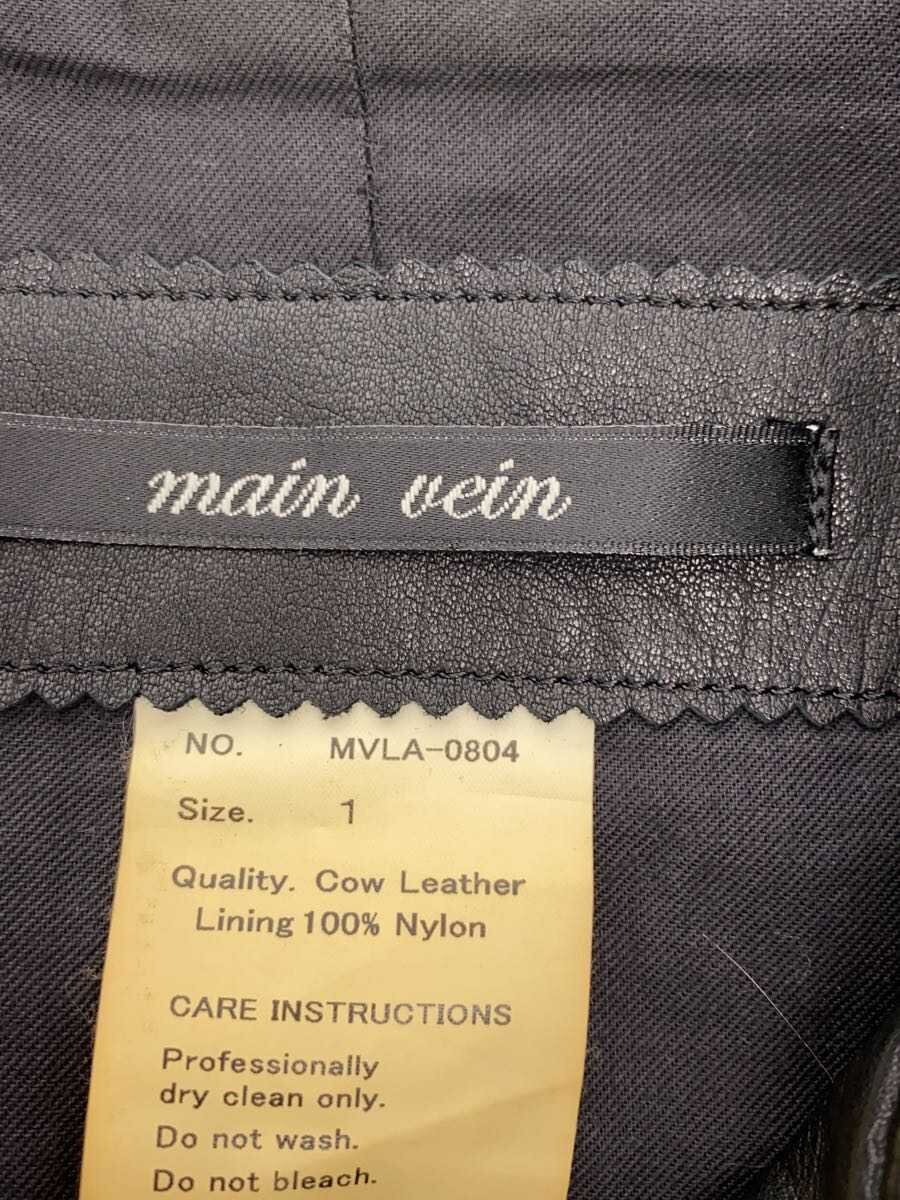 main vein
NO. MVLA-0804
Size. 1
Quality. Cow Leather
Lining 100% Nylon
CARE INSTRUCTIONS
Professionally
dry clean only.
Do not wash.
Do not bleach.